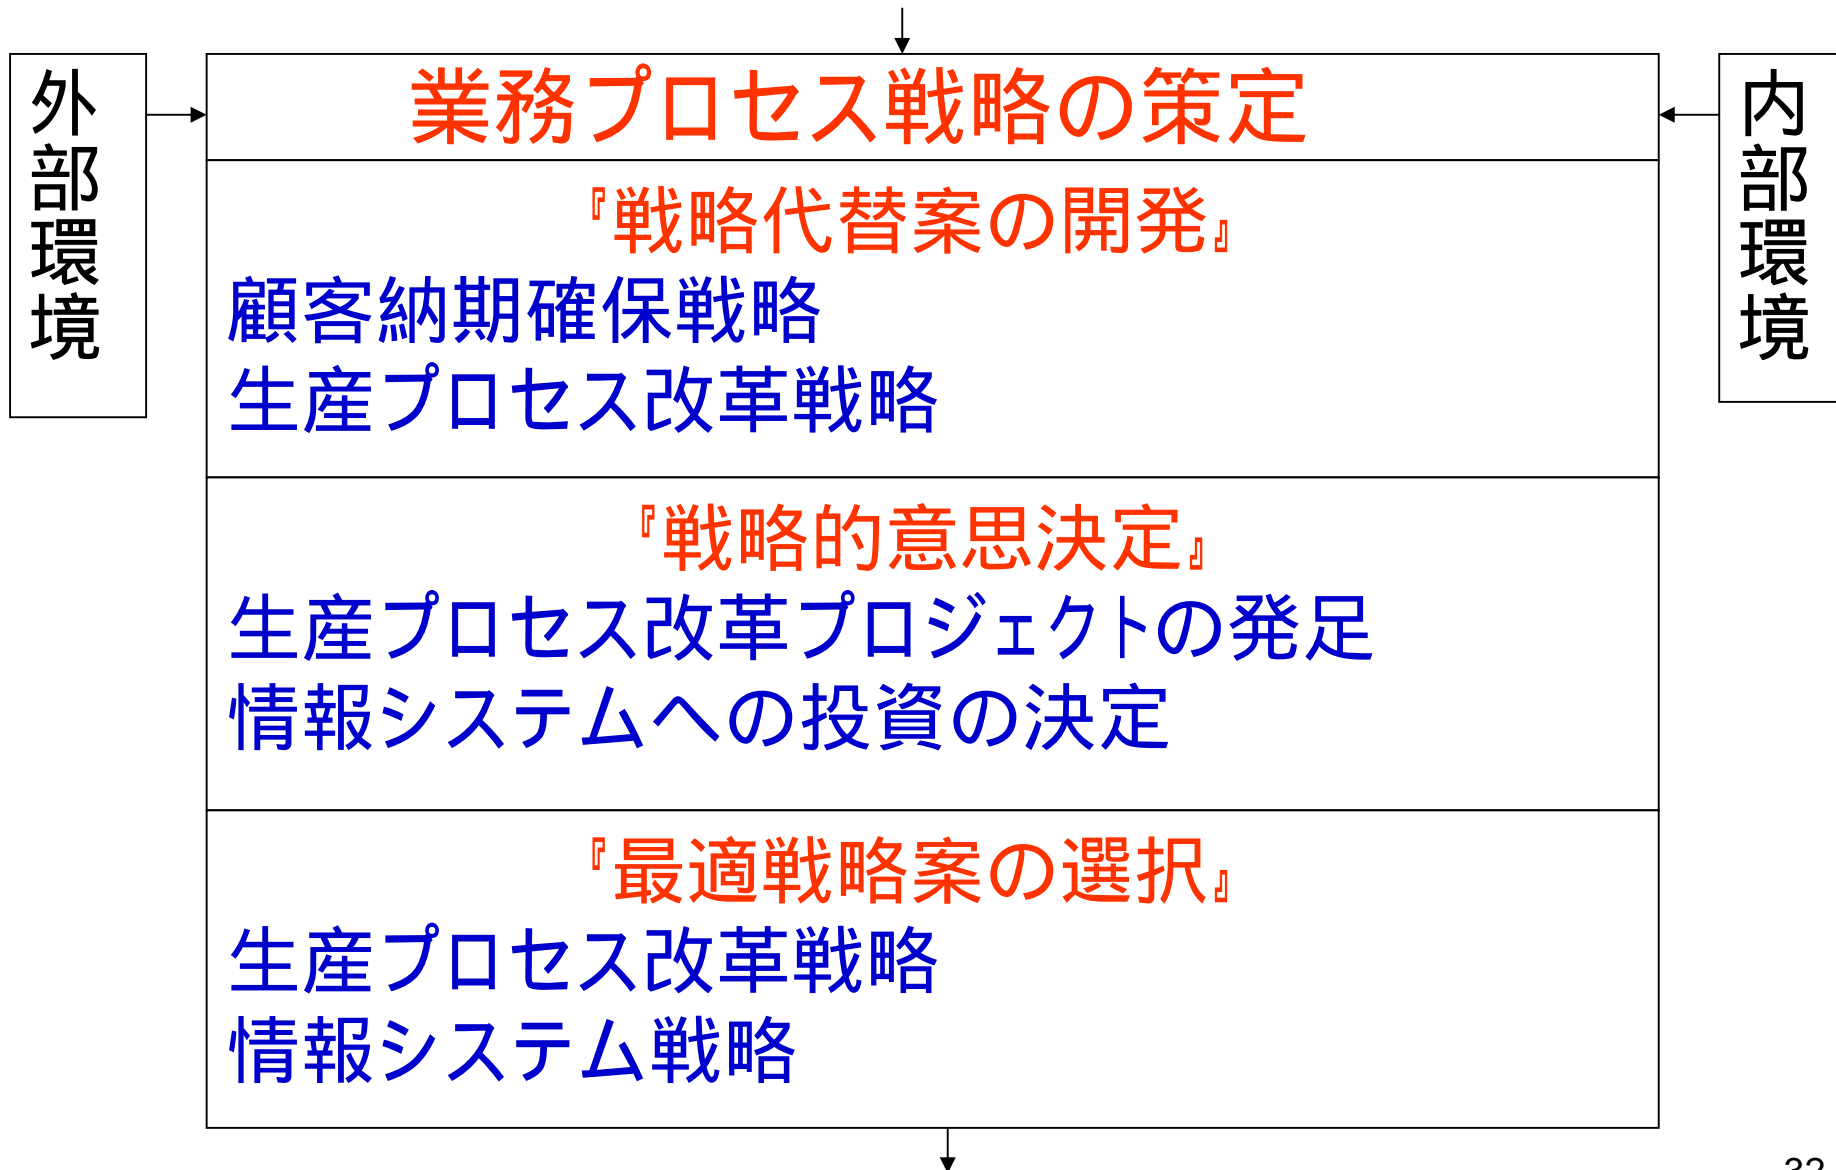 外部環境
業務プロセス戦略の策定
内部環境
『戦略代替案の開発』
顧客納期確保戦略
生産プロセス改革戦略
『戦略的意思決定』
生産プロセス改革プロジェクトの発足
情報システムへの投資の決定
『最適戦略案の選択』
生産プロセス改革戦略
情報システム戦略
32